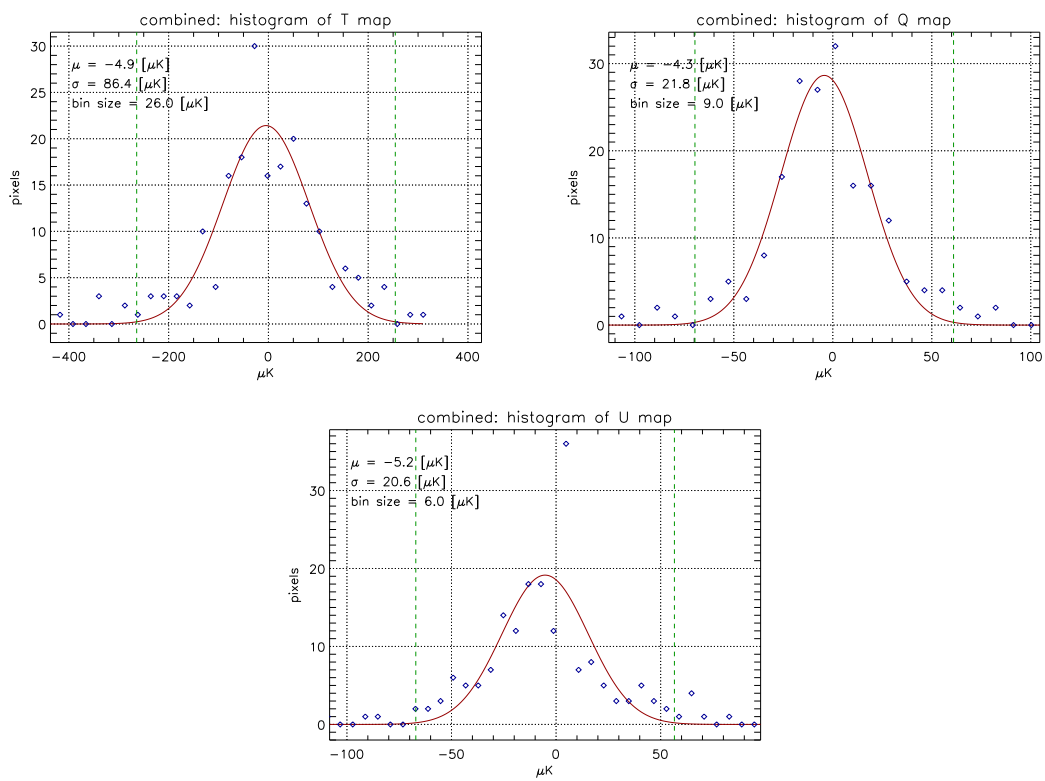 combined: histogram of T map
μ = −4.9 [μK]
σ = 86.4 [μK]
bin size = 26.0 [μK]
30
25
20
15
10
5
0
pixels
−400 −200 0 200 400
μK
combined: histogram of Q map
μ = −4.3 [μK]
σ = 21.8 [μK]
bin size = 9.0 [μK]
30
20
10
0
pixels
−100 −50 0 50 100
μK
combined: histogram of U map
μ = −5.2 [μK]
σ = 20.6 [μK]
bin size = 6.0 [μK]
30
20
10
0
pixels
−100 −50 0 50
μK